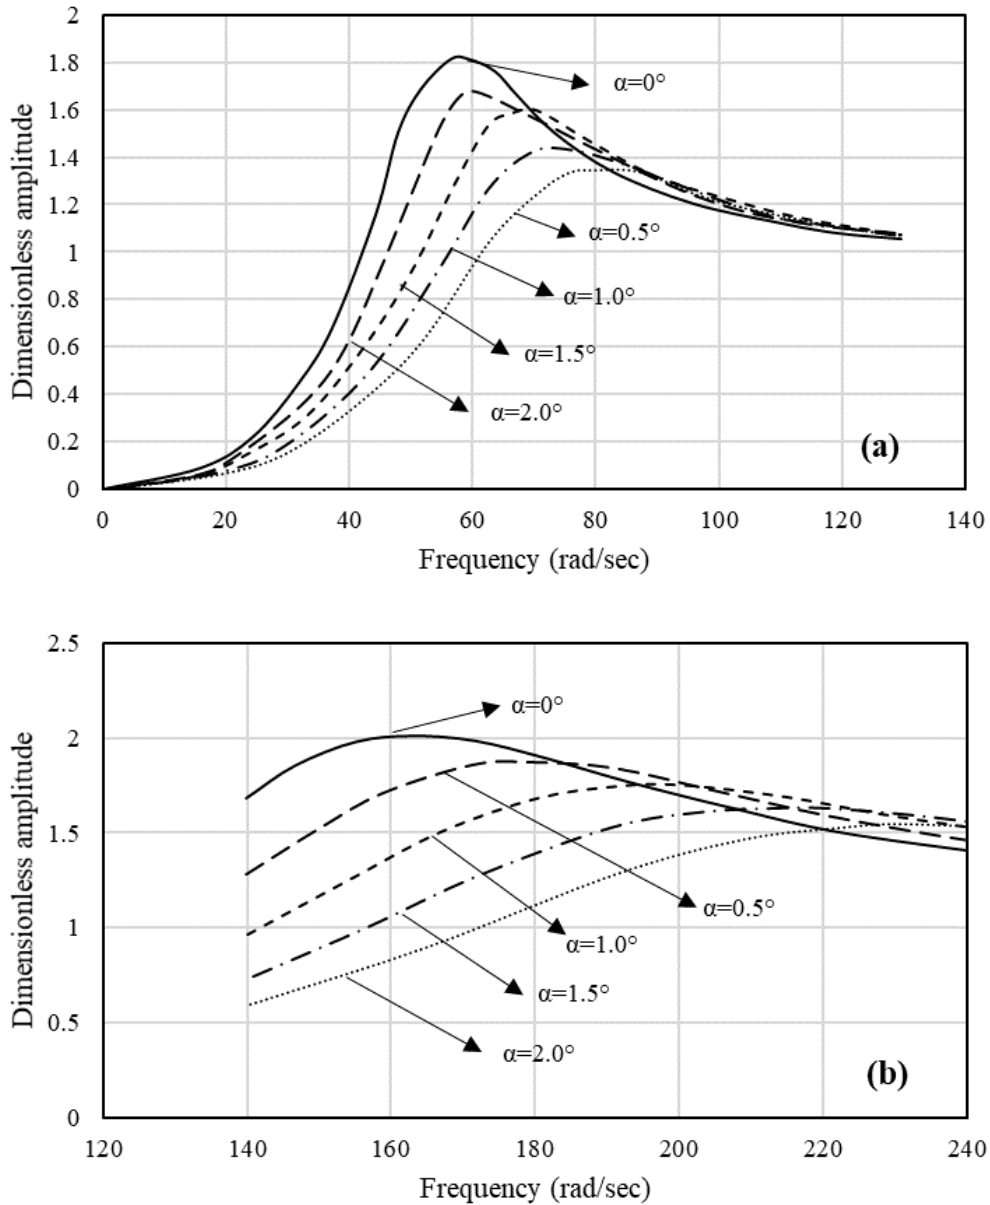 2
1.8
α=0°
1.6
1.4
1.2
α=0.5°
1
α=1.0°
0.8
α=1.5°
0.6
α=2.0°
0.4
(a)
0.2
0
0 20 40 60 80 100 120 140
Dimensionless amplitude
Frequency (rad/sec)
2.5
α=0°
2
1.5
α=0.5°
α=1.0°
1
α=1.5°
α=2.0°
0.5
(b)
0
120 140 160 180 200 220 240
Dimensionless amplitude
Frequency (rad/sec)